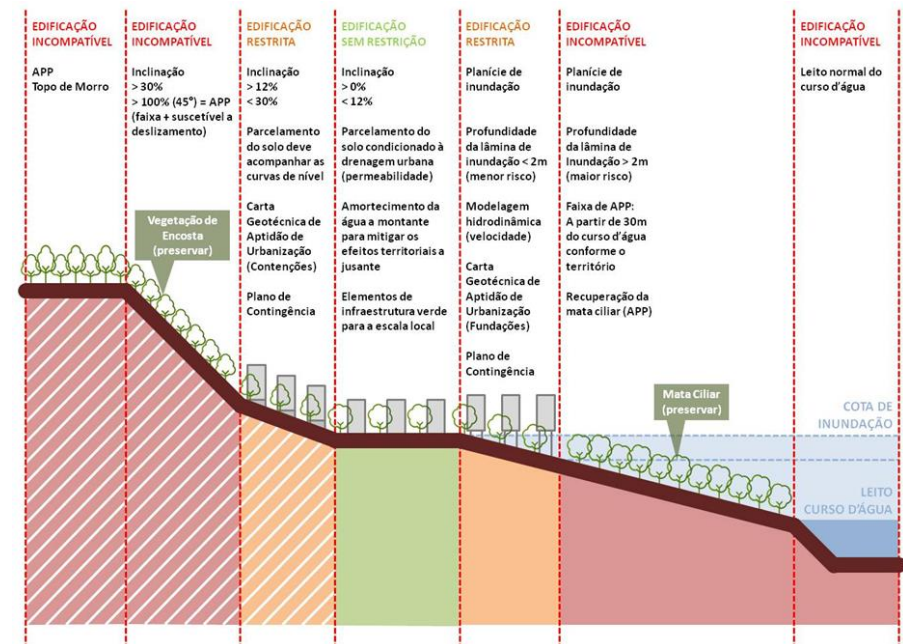 EDIFICAÇÃO
INCOMPATÍVEL
APP
Topo de Morro
EDIFICAÇÃO
INCOMPATÍVEL
Inclinação
> 30%
> 100% (45°) = APP
(faixa + suscetível a
deslizamento)
EDIFICAÇÃO
RESTRITA
Inclinação
> 12%
< 30%
Parcelamento
do solo deve
acompanhar as
curvas de nível
Carta
Geotécnica de
Aptidão de
Urbanização
(Contenções)
Plano de
Contingência
EDIFICAÇÃO
SEM RESTRIÇÃO
Inclinação
> 0%
< 12%
Parcelamento do
solo condicionado à
drenagem urbana
(permeabilidade)
Amortecimento da
água a montante
para mitigar os
efeitos territoriais a
jusante
Elementos de
infraestrutura verde
para a escala local
EDIFICAÇÃO
RESTRITA
Planície de
inundação
Profundidade
da lâmina de
inundação < 2m
(menor risco)
Modelagem
hidrodinâmica
(velocidade)
Carta
Geotécnica de
Aptidão de
Urbanização
(Fundações)
Plano de
Contingência
EDIFICAÇÃO
INCOMPATÍVEL
Planície de
inundação
Profundidade
da lâmina de
Inundação > 2m
(maior risco)
Faixa de APP:
A partir de 30m
do curso d'água
conforme o
território
Recuperação da
mata ciliar (APP)
EDIFICAÇÃO
INCOMPATÍVEL
Leito normal do
curso d'água
Vegetação de
Encosta
(preservar)
Mata Ciliar
(preservar)
COTA DE
INUNDAÇÃO
LEITO
CURSO D'ÁGUA